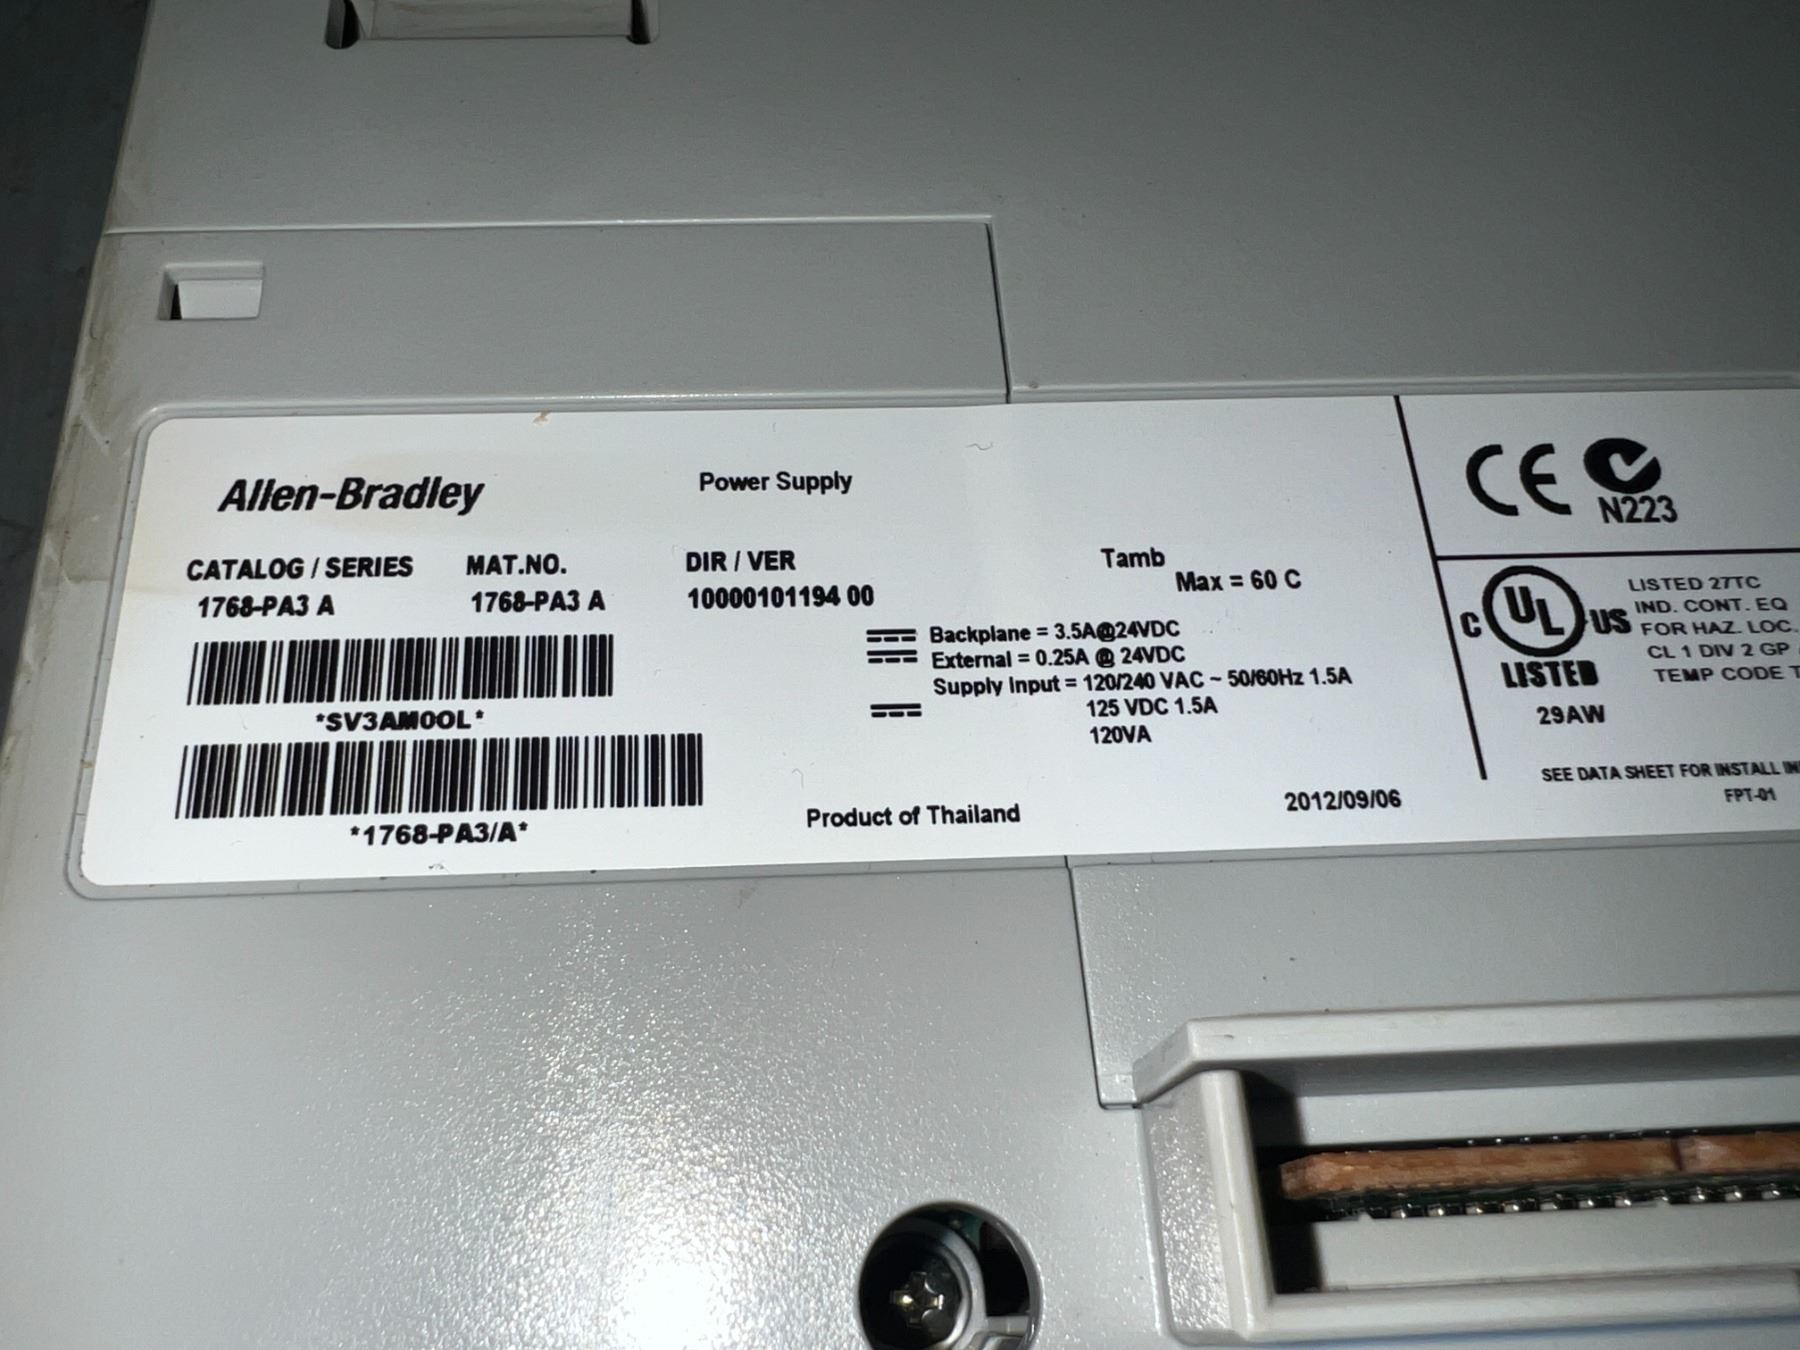 Allen-Bradley
Power Supply
CATALOG / SERIES MAT.NO. DIR / VER
1768-PA3 A 1768-PA3 A 10000101194 00
Tamb
Max = 60 C
*SV3AM0OL*
*1768-PA3/A*
Backplane = 3.5A@24VDC
External = 0.25A @ 24VDC
Supply Input = 120/240 VAC ~ 50/60Hz 1.5A
125 VDC 1.5A
120VA
Product of Thailand
2012/09/06
CE
N223
C UL US
LISTED
29AW
LISTED 27TC
IND. CONT. EQ
FOR HAZ. LOC.
CL 1 DIV 2 GP
TEMP CODE
SEE DATA SHEET FOR INSTALL
FPT-01